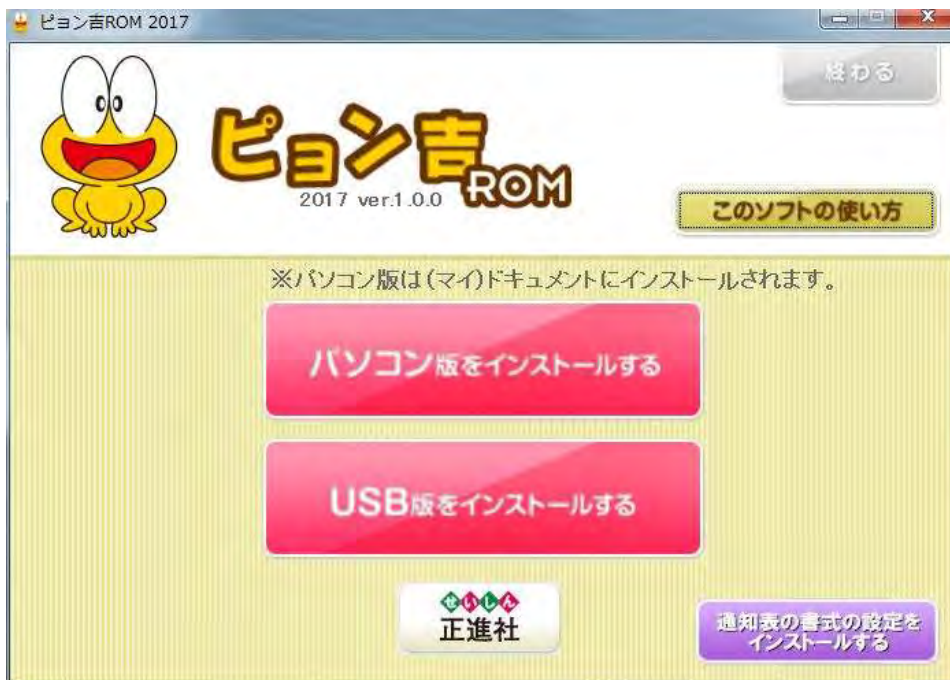 ピョン吉ROM 2017
終わる
ピョン吉
ROM
2017 ver.1.0.0
このソフトの使い方
※パソコン版は(マイ)ドキュメントにインストールされます。
パソコン版をインストールする
USB版をインストールする
せいしん
正進社
通知表の書式の設定を
インストールする